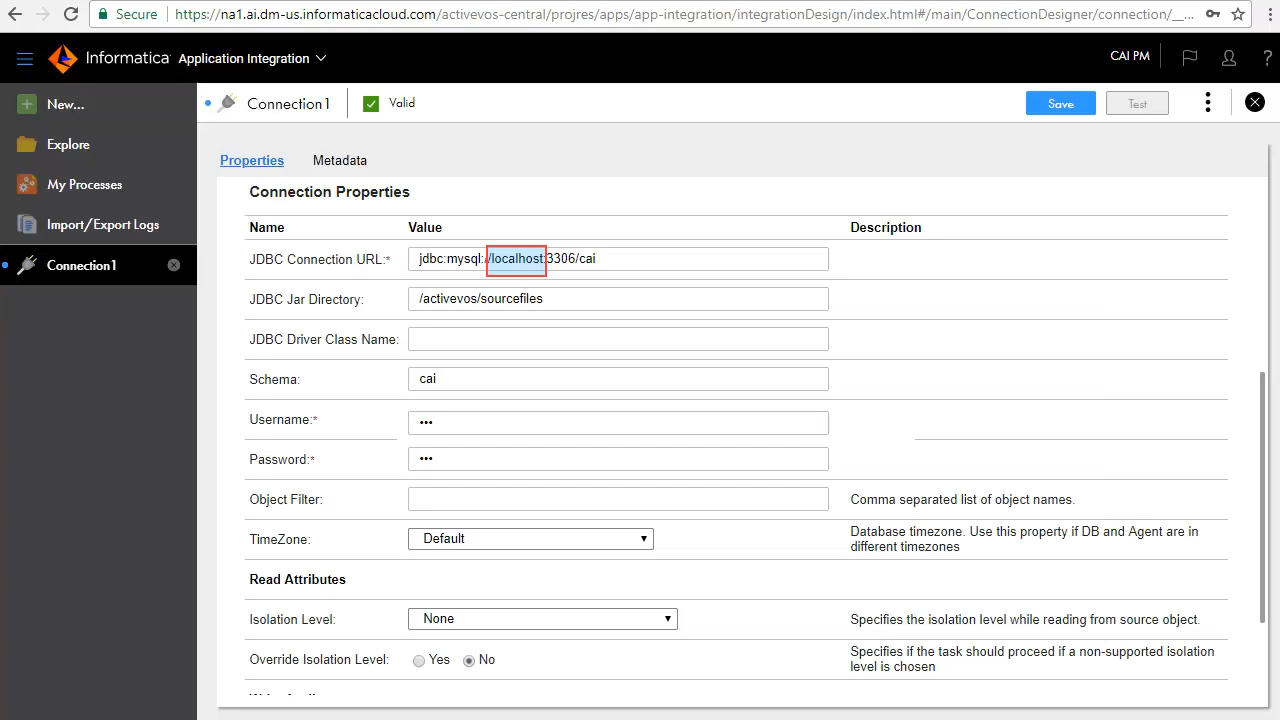 Secure https://na1.ai.dm-us.informaticacloud.com/activevos-central/projres/apps/app-integration/integrationDesign/index.html#/main/ConnectionDesigner/connection/__...
Informatica Application Integration CAI PM ?
New... Connection1 Valid Save Test
Explore
Properties Metadata
My Processes
Connection Properties
Import/Export Logs
Name Value Description
Connection1
JDBC Connection URL:* jdbc:mysql://localhost:3306/cai
JDBC Jar Directory: /activevos/sourcefiles
JDBC Driver Class Name:
Schema: cai
Username:* •••
Password:* •••
Object Filter: Comma separated list of object names.
TimeZone: Default Database timezone. Use this property if DB and Agent are in
different timezones
Read Attributes
Isolation Level: None Specifies the isolation level while reading from source object.
Override Isolation Level: Yes No Specifies if the task should proceed if a non-supported isolation
level is chosen